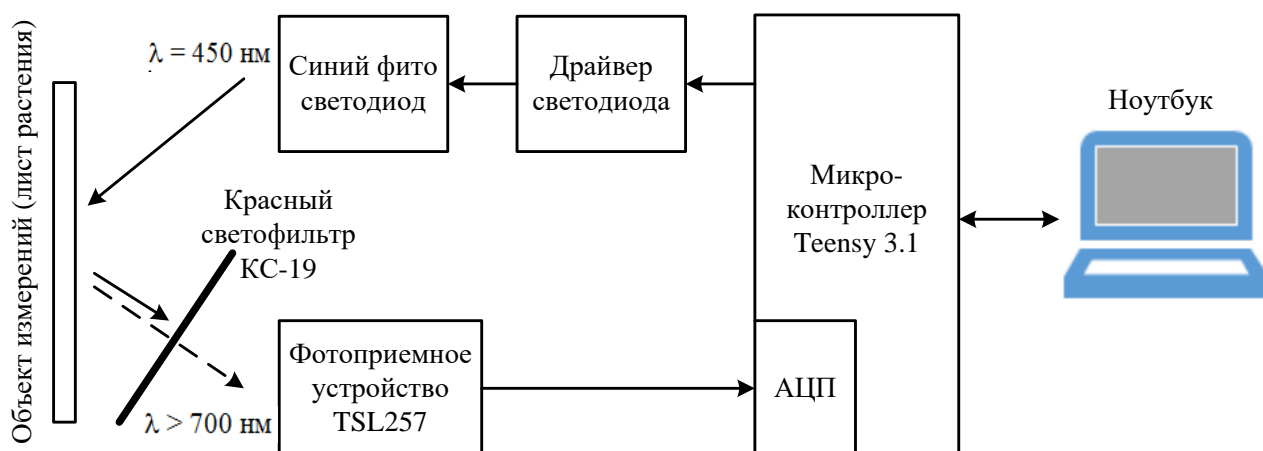 λ = 450 нм
Синий фито
светодиод
Драйвер
светодиода
Ноутбук
Объект измерений (лист растения)
Красный
светофильтр
КС-19
Микро-
контроллер
Teensy 3.1
λ > 700 нм
Фотоприемное
устройство
TSL257
АЦП